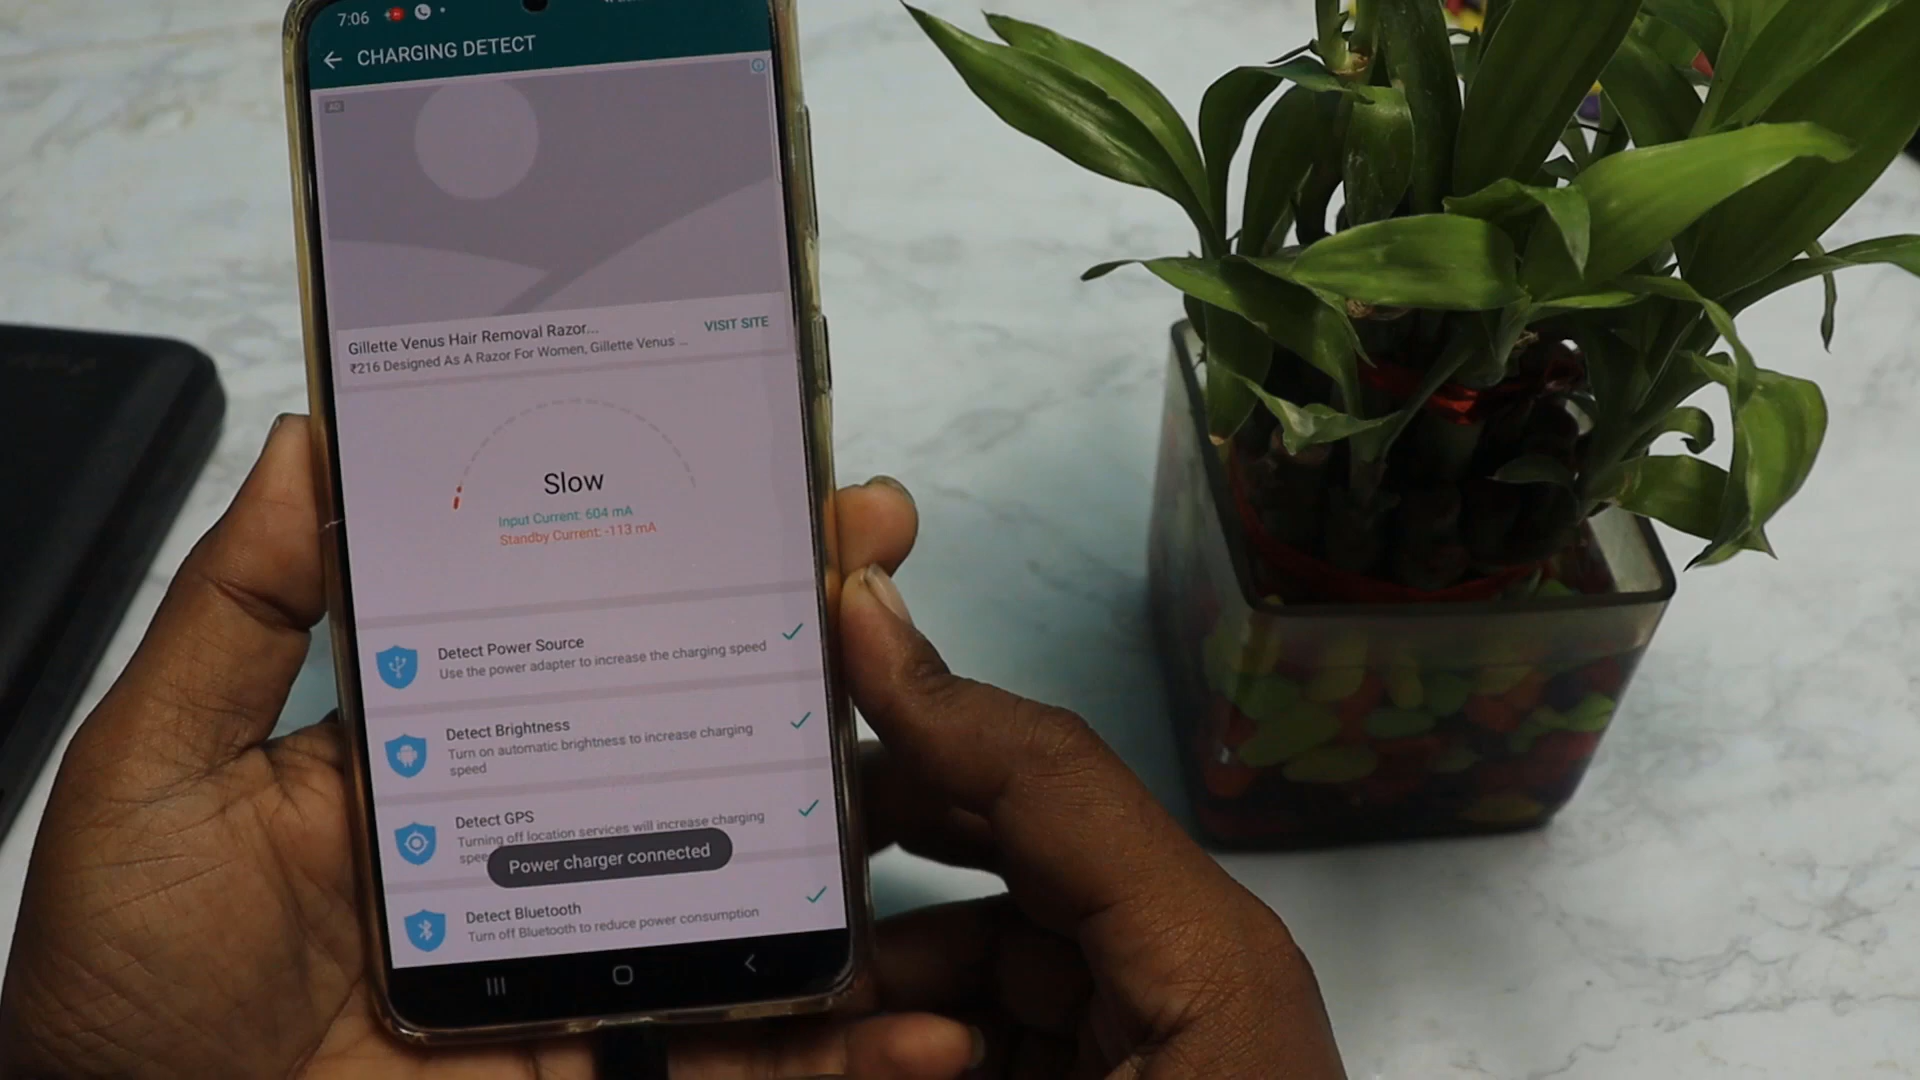 7:06
CHARGING DETECT
AD
Gillette Venus Hair Removal Razor...
₹216 Designed As A Razor For Women, Gillette Venus ...
VISIT SITE
Slow
Input Current: 604 mA
Standby Current: -113 mA
Detect Power Source
Use the power adapter to increase the charging speed
Detect Brightness
Turn on automatic brightness to increase charging
speed
Detect GPS
Turning off location services will increase charging
Power charger connected
Detect Bluetooth
Turn off Bluetooth to reduce power consumption